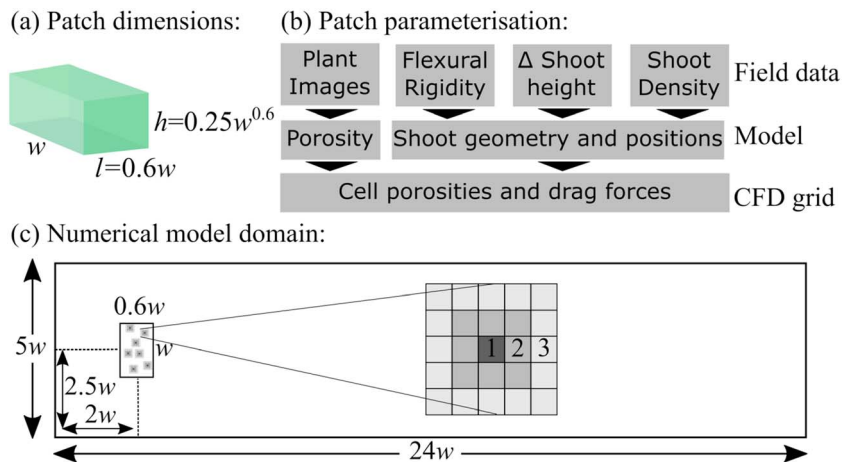 (a) Patch dimensions:
w
l=0.6w
h=0.25w^0.6
(b) Patch parameterisation:
Plant Images
Flexural Rigidity
Δ Shoot height
Shoot Density
Field data
Porosity
Shoot geometry and positions
Model
Cell porosities and drag forces
CFD grid
(c) Numerical model domain:
0.6w
w
5w
2.5w
2w
1 2 3
24w